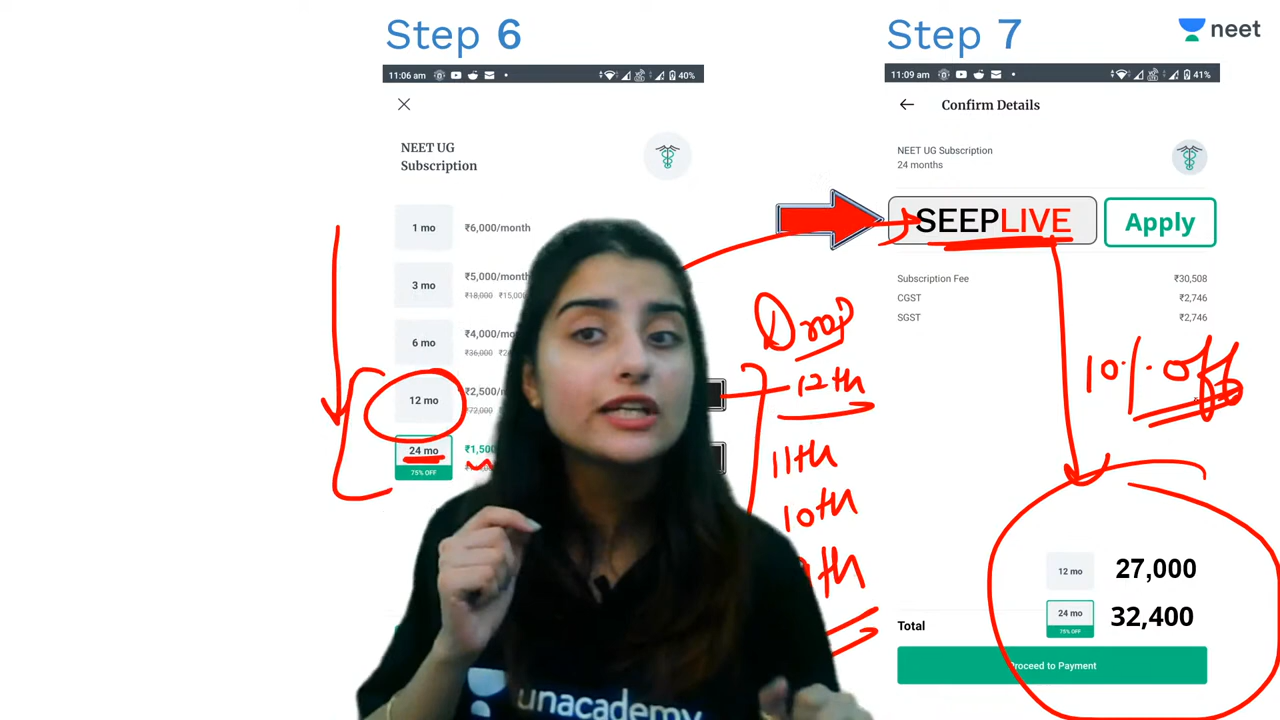 Step 6
11:06 am
40%
NEET UG
Subscription
1 mo
₹6,000/month
3 mo
₹5,000/month
₹18,000 ₹15,000
6 mo
₹4,000/
₹36,000
12 mo
₹2,500/
₹72,000
24 mo
₹1,500
75% OFF
Drop
12th
11th
10th
unacademy
Step 7
neet
11:09 am
41%
Confirm Details
NEET UG Subscription
24 months
SEEPLIVE
Apply
Subscription Fee
₹30,508
CGST
₹2,746
SGST
₹2,746
10% off
12 mo
27,000
24 mo
32,400
75% OFF
Total
Proceed to Payment